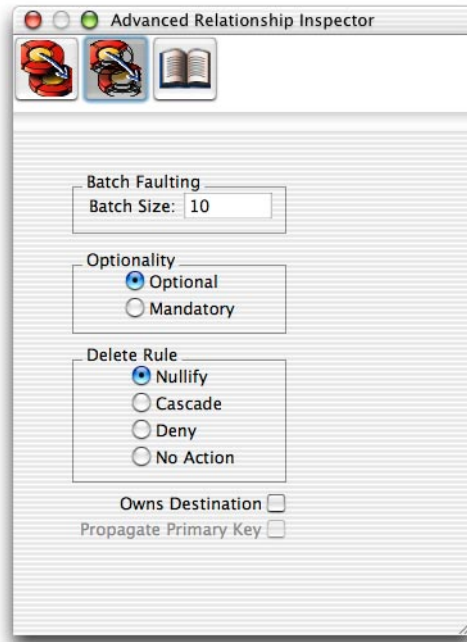 Advanced Relationship Inspector
Batch Faulting
Batch Size: 10
Optionality
Optional
Mandatory
Delete Rule
Nullify
Cascade
Deny
No Action
Owns Destination
Propagate Primary Key